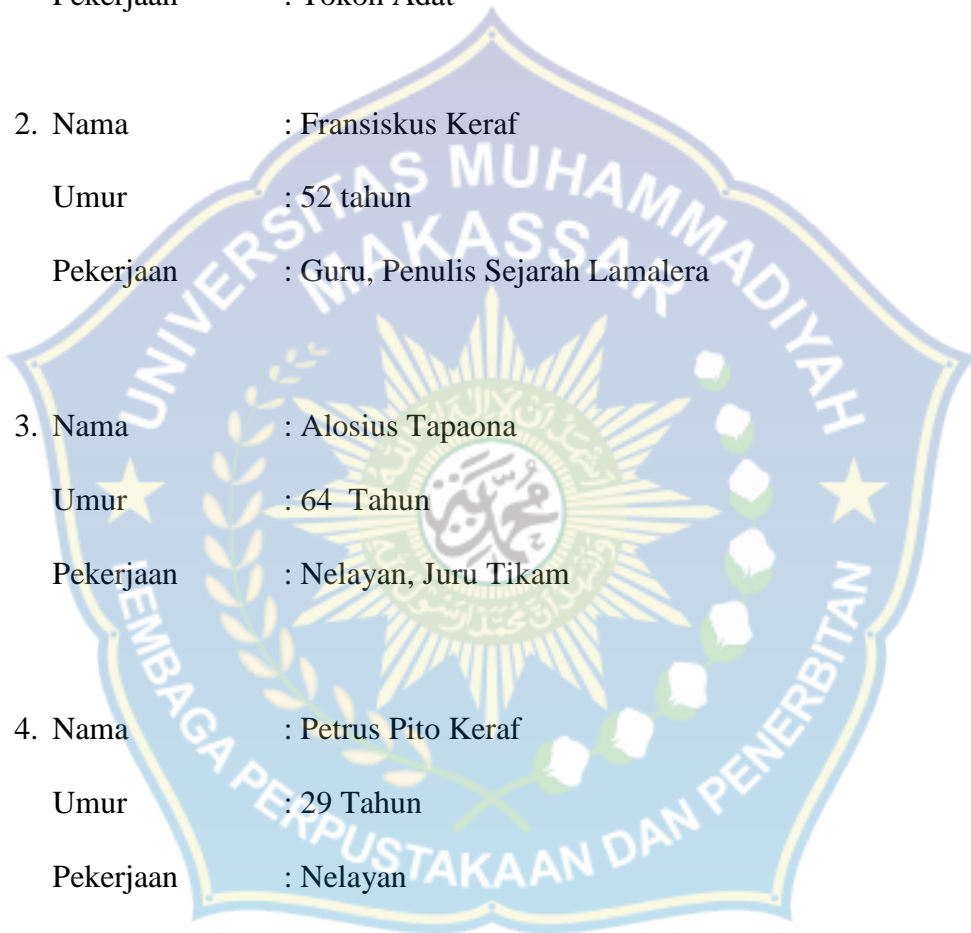 Pekerjaan : Tokoh Adat
2. Nama : Fransiskus Keraf
Umur : 52 tahun
Pekerjaan : Guru, Penulis Sejarah Lamalera
3. Nama : Alosius Tapaona
Umur : 64 Tahun
Pekerjaan : Nelayan, Juru Tikam
4. Nama : Petrus Pito Keraf
Umur : 29 Tahun
Pekerjaan : Nelayan
UNIVERSITAS MUHAMMADIYAH
MAKASSAR
LEMBAGA PERPUSTAKAAN DAN PENERBITAN